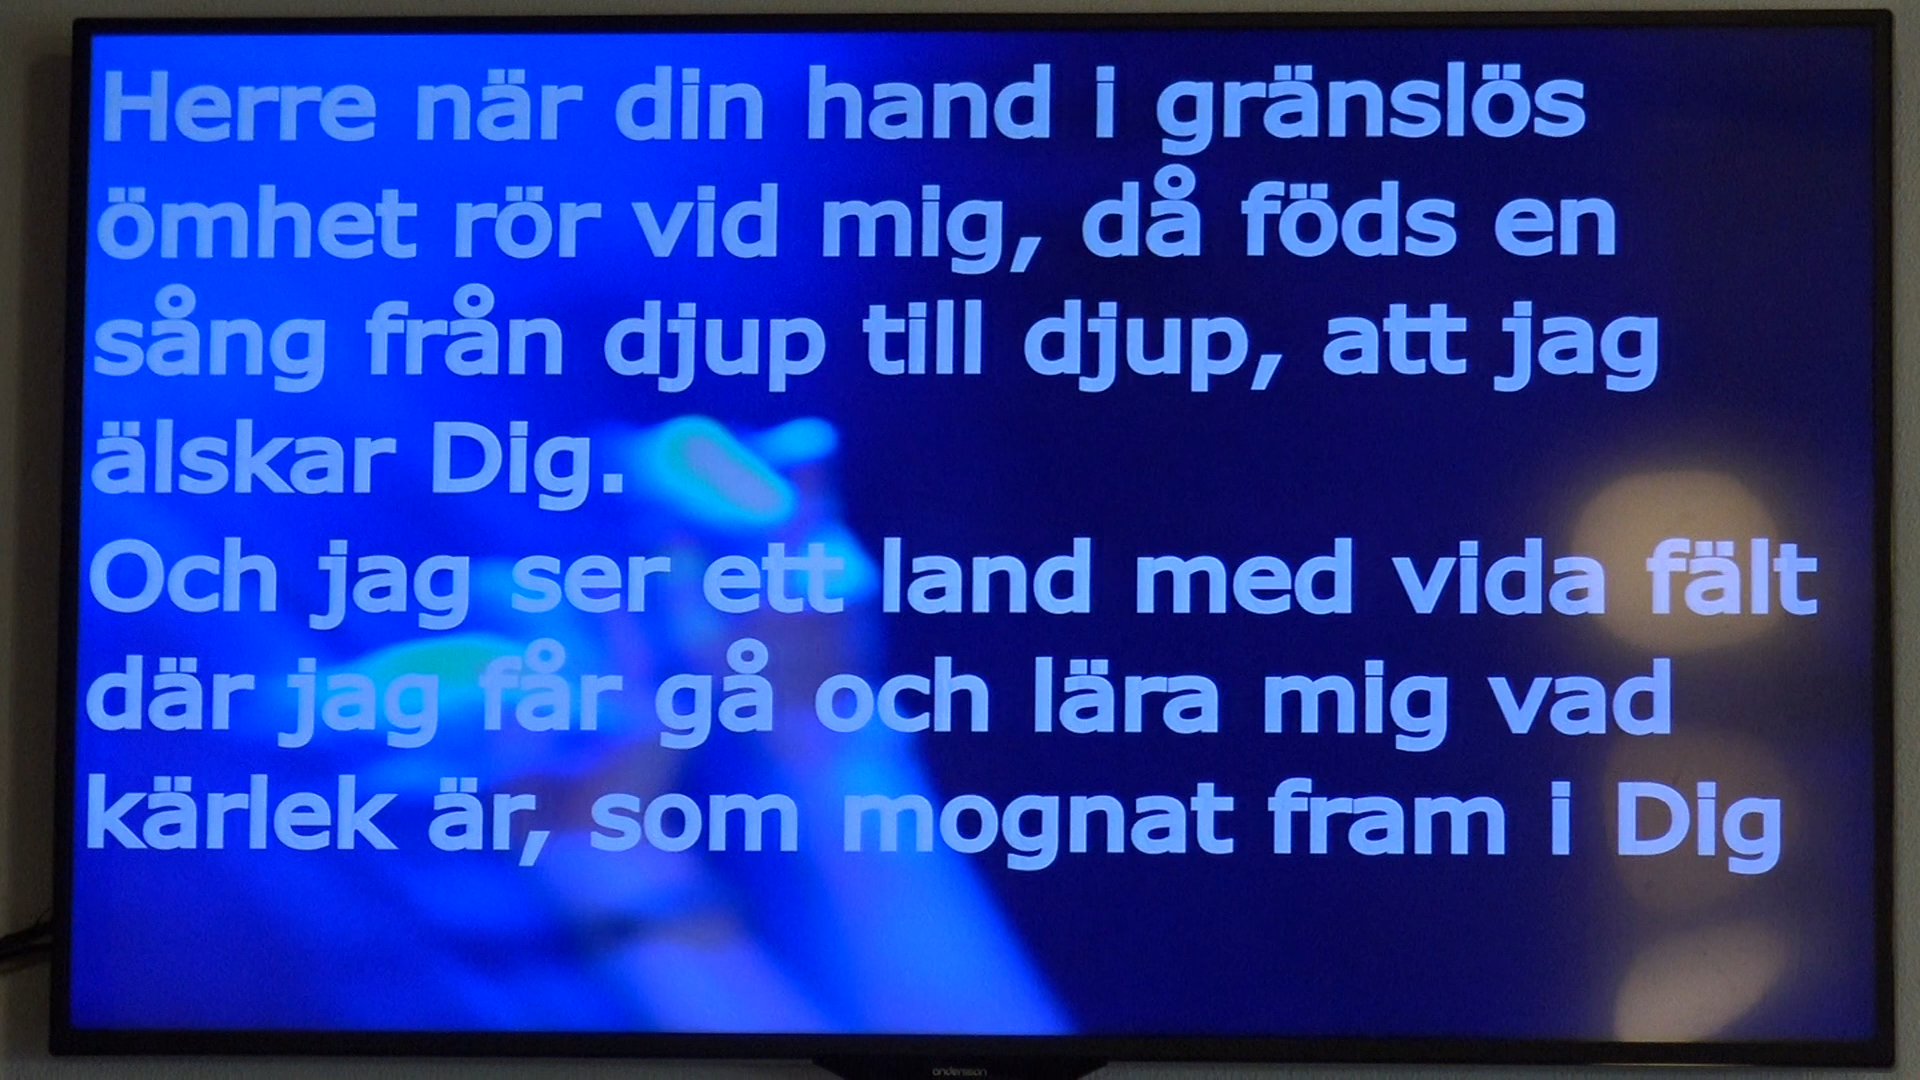 Herre när din hand i gränslös
ömhet rör vid mig, då föds en
sång från djup till djup, att jag
älskar Dig.
Och jag ser ett land med vida fält
där jag får gå och lära mig vad
kärlek är, som mognat fram i Dig
andersson